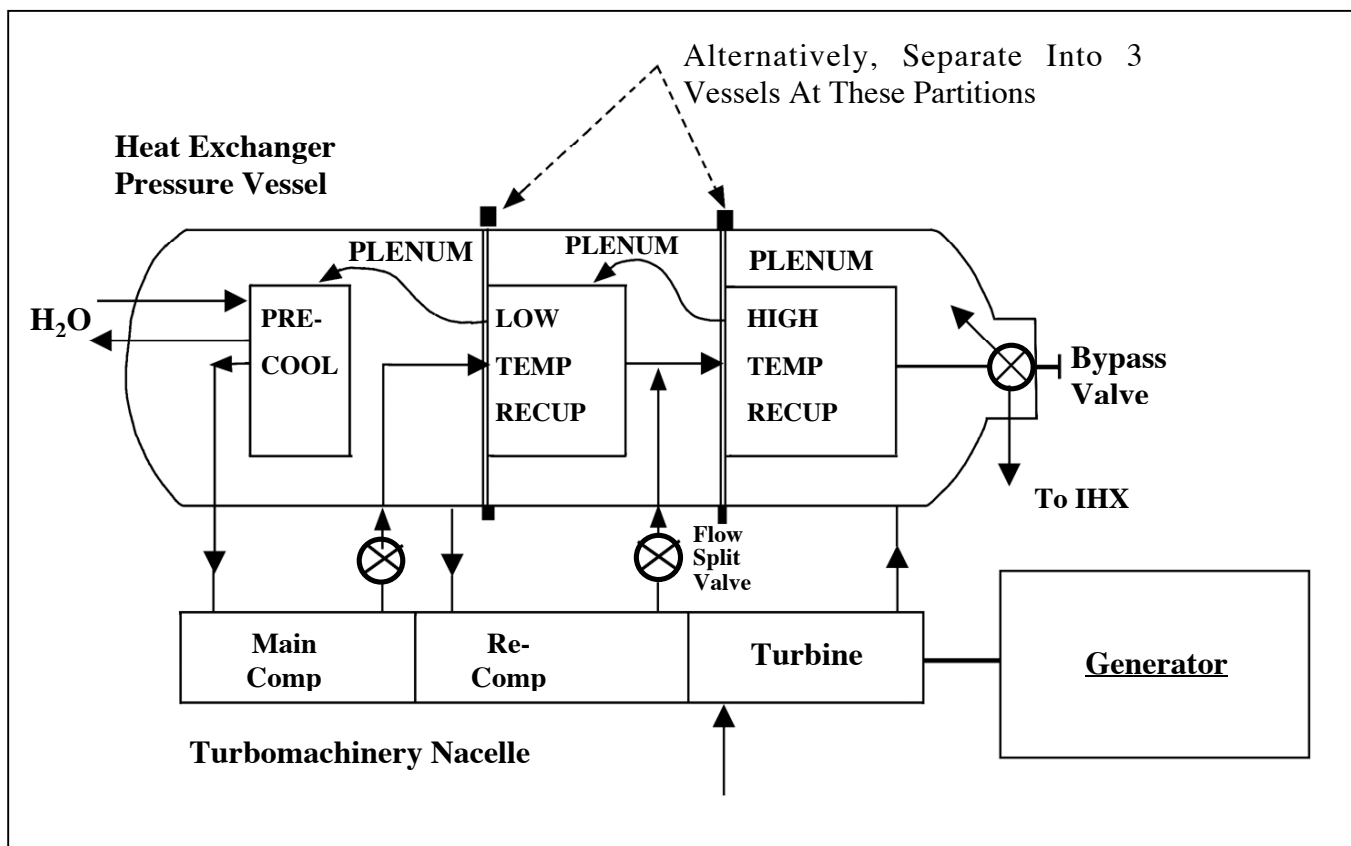 Alternatively, Separate Into 3
Vessels At These Partitions
Heat Exchanger
Pressure Vessel
PLENUM
PLENUM
PLENUM
H₂O
PRE-
COOL
LOW
TEMP
RECUP
HIGH
TEMP
RECUP
Bypass
Valve
To IHX
Flow
Split
Valve
Main
Comp
Re-
Comp
Turbine
Generator
Turbomachinery Nacelle